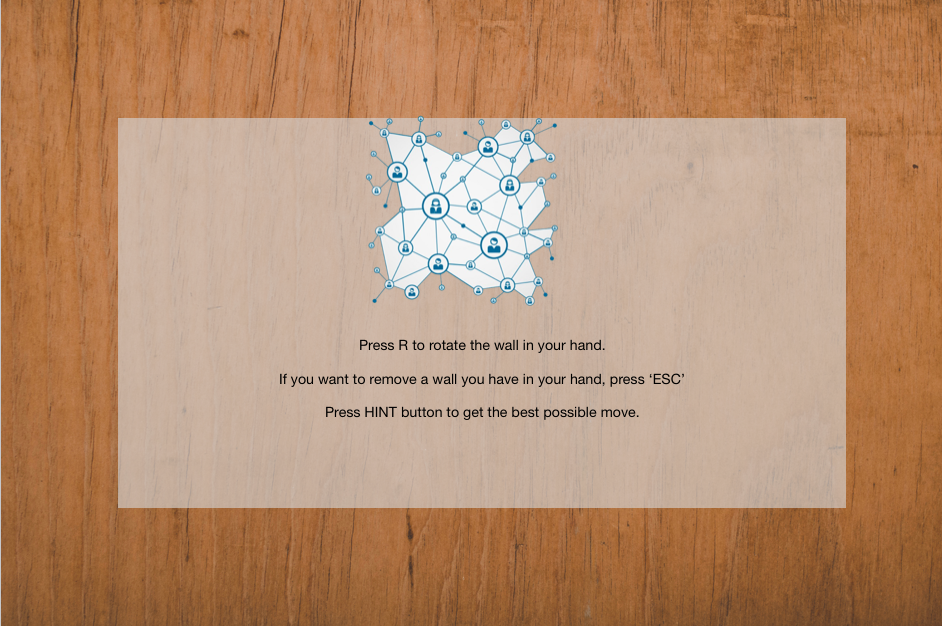 Press R to rotate the wall in your hand.
If you want to remove a wall you have in your hand, press ‘ESC’
Press HINT button to get the best possible move.